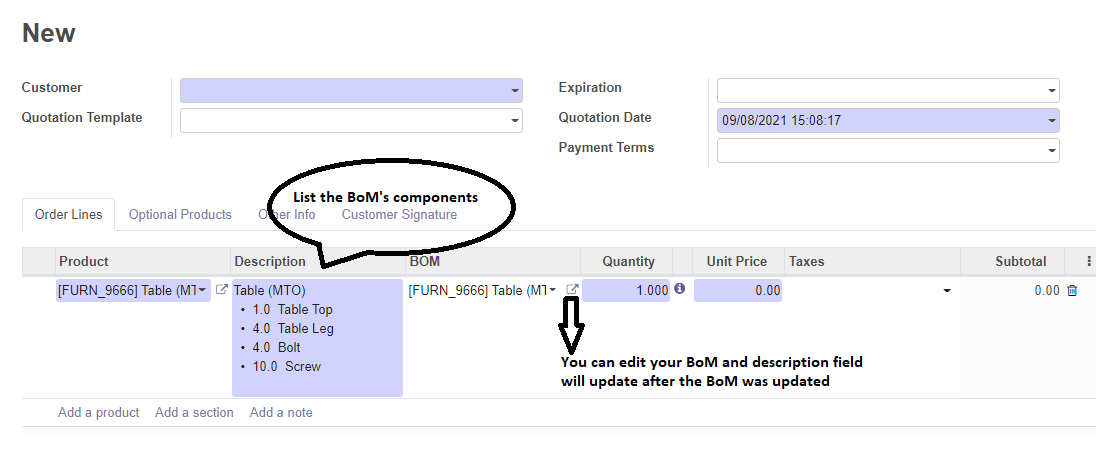 New
Customer
Expiration
Quotation Template
Quotation Date 09/08/2021 15:08:17
Payment Terms
List the BoM's components
Order Lines Optional Products Other Info Customer Signature
Product Description BOM Quantity Unit Price Taxes Subtotal
[FURN_9666] Table (MT Table (MTO) [FURN_9666] Table (MT 1.000 0.00 0.00
• 1.0 Table Top
• 4.0 Table Leg
• 4.0 Bolt
• 10.0 Screw
You can edit your BoM and description field
will update after the BoM was updated
Add a product Add a section Add a note